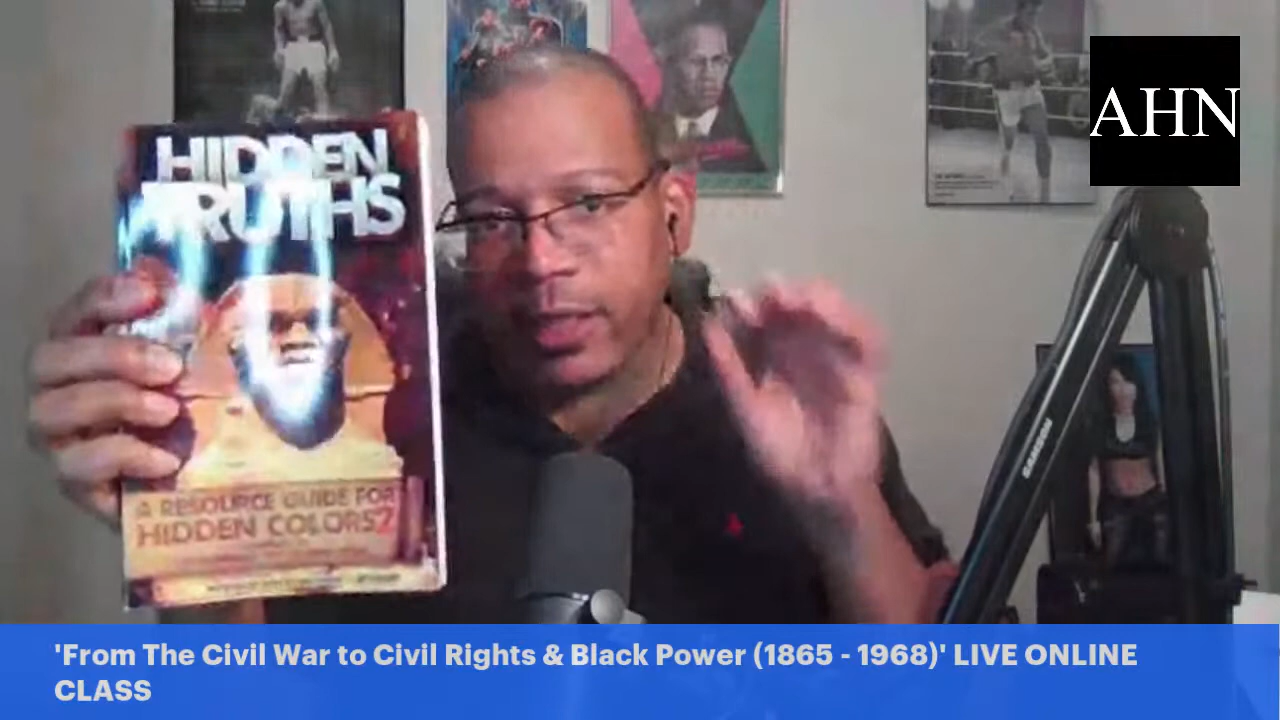 AHN
HIDDEN
TRUTHS
A RESOURCE GUIDE FOR
HIDDEN COLORS 2
SAMSON
'From The Civil War to Civil Rights & Black Power (1865 - 1968)' LIVE ONLINE
CLASS